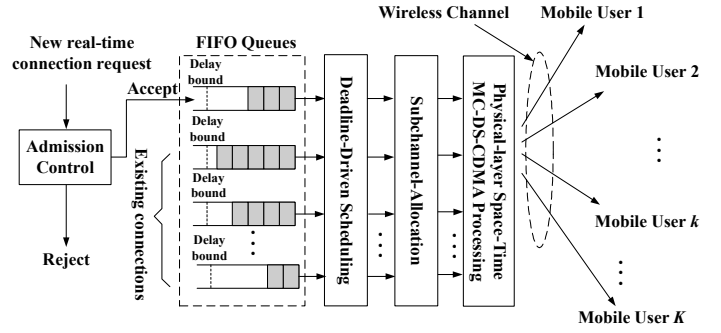 Wireless Channel
Mobile User 1
New real-time
connection request
FIFO Queues
Delay
bound
Accept
Mobile User 2
Admission
Control
Delay
bound
Existing connections
Delay
bound
Delay
bound
Reject
Deadline-Driven Scheduling
Subchannel-Allocation
Physical-layer Space-Time
MC-DS-CDMA Processing
Mobile User k
Mobile User K